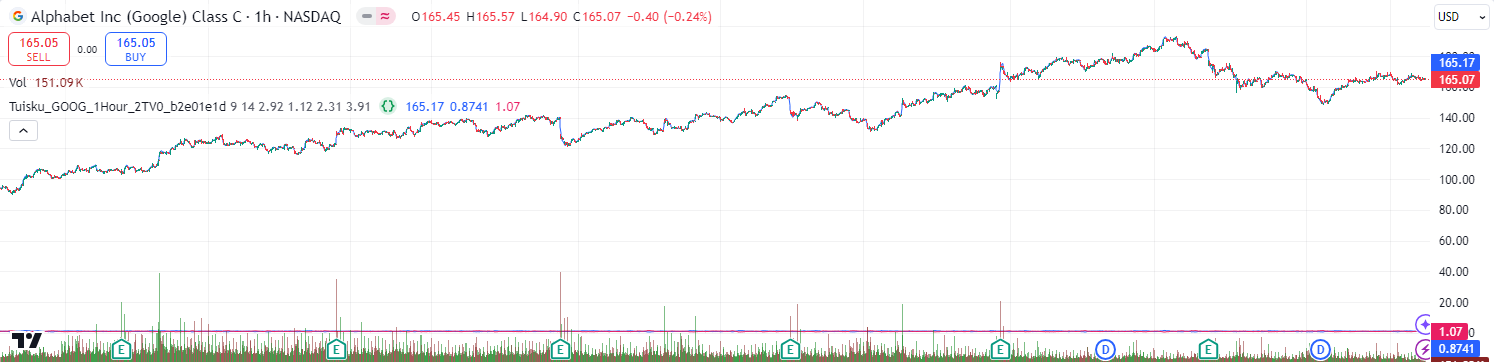 Alphabet Inc (Google) Class C · 1h · NASDAQ O165.45 H165.57 L164.90 C165.07 −0.40 (−0.24%)
USD
165.05 SELL 0.00 165.05 BUY
Vol 151.09K
Tuisku_GOOG_1Hour_2TV0_b2e01e1d 9 14 2.92 1.12 2.31 3.91 {} 165.17 0.8741 1.07
165.17
165.07
140.00
120.00
100.00
80.00
60.00
40.00
20.00
1.07
0.8741
E E E E E D E D